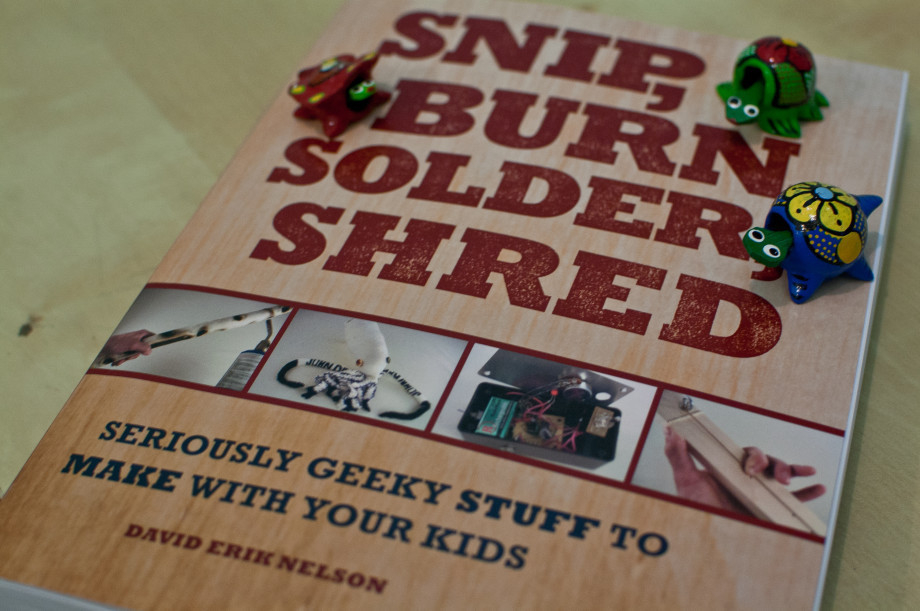 SNIP,
BURN
SOLDER,
SHRED
SERIOUSLY GEEKY STUFF TO
MAKE WITH YOUR KIDS
DAVID ERIK NELSON